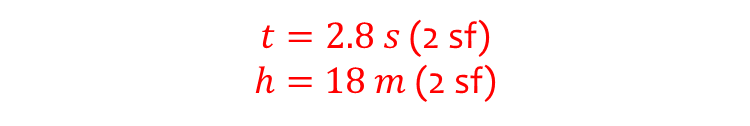 t = 2.8 s (2 sf)
h = 18 m (2 sf)